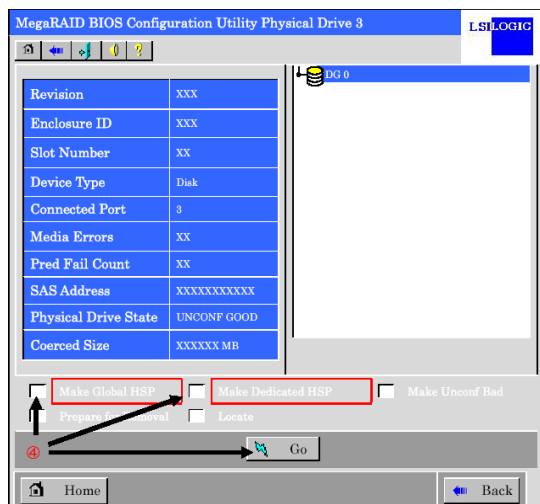 MegaRAID BIOS Configuration Utility Physical Drive 3
LSI LOGIC
?
DG 0
Revision XXX
Enclosure ID XXX
Slot Number XX
Device Type Disk
Connected Port 3
Media Errors XX
Pred Fail Count XX
SAS Address XXXXXXXXXXX
Physical Drive State UNCONF GOOD
Coerced Size XXXXXX MB
Make Global HSP Make Dedicated HSP Make Unconf Bad
Prepare for Removal Locate
④ Go
Home Back